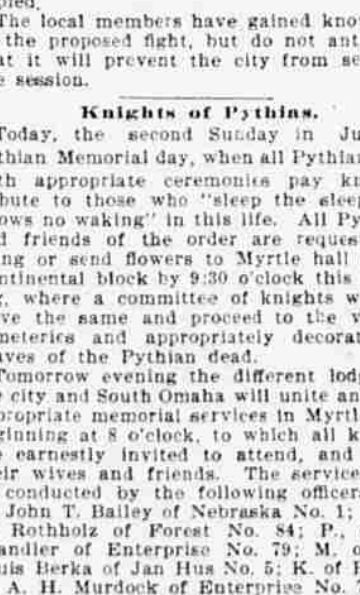 The local members have gained kno
the proposed fight, but do not ant
at it will prevent the city from se
e session.
Knights of Pythias.
Today, the second Sunday in Ju
thian Memorial day, when all Pythian
th appropriate ceremonies pay kn
bute to those who "sleep the sleep
ows no waking" in this life. All Py
d friends of the order are reques
ng or send flowers to Myrtle hall
ntinental block by 9:30 o'clock this
g, where a committee of knights w
ve the same and proceed to the v
meteries and appropriately decorat
aves of the Pythian dead.
Tomorrow evening the different lod
e city and South Omaha will unite an
propriate memorial services in Myrtl
ginning at 8 o'clock, to which all k
e earnestly invited to attend, and
eir wives and friends. The service
conducted by the following officer
John T. Bailey of Nebraska No. 1;
Rothholz of Forest No. 84; P.,
andler of Enterprise No. 79; M. o
uis Berka of Jan Hus No. 5; K. of R
A. H. Murdock of Enterprise No.